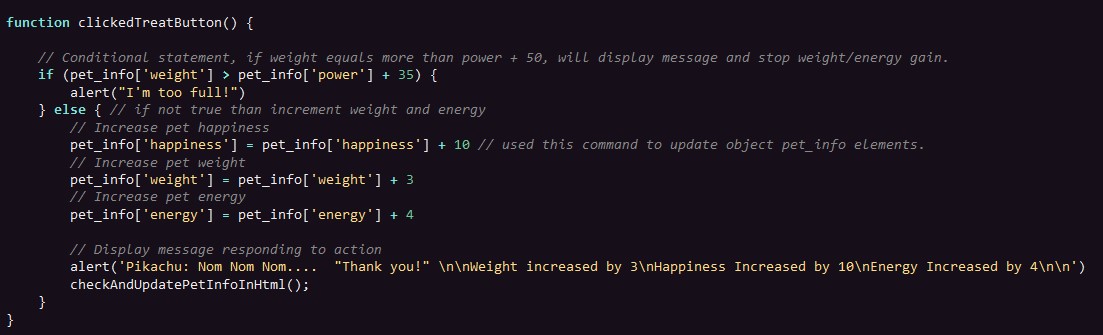 function clickedTreatButton() {
// Conditional statement, if weight equals more than power + 50, will display message and stop weight/energy gain.
if (pet_info['weight'] > pet_info['power'] + 35) {
alert("I'm too full!")
} else { // if not true than increment weight and energy
// Increase pet happiness
pet_info['happiness'] = pet_info['happiness'] + 10 // used this command to update object pet_info elements.
// Increase pet weight
pet_info['weight'] = pet_info['weight'] + 3
// Increase pet energy
pet_info['energy'] = pet_info['energy'] + 4
// Display message responding to action
alert('Pikachu: Nom Nom Nom....  "Thank you!" \n\nWeight increased by 3\nHappiness Increased by 10\nEnergy Increased by 4\n\n')
checkAndUpdatePetInfoInHtml();
}
}